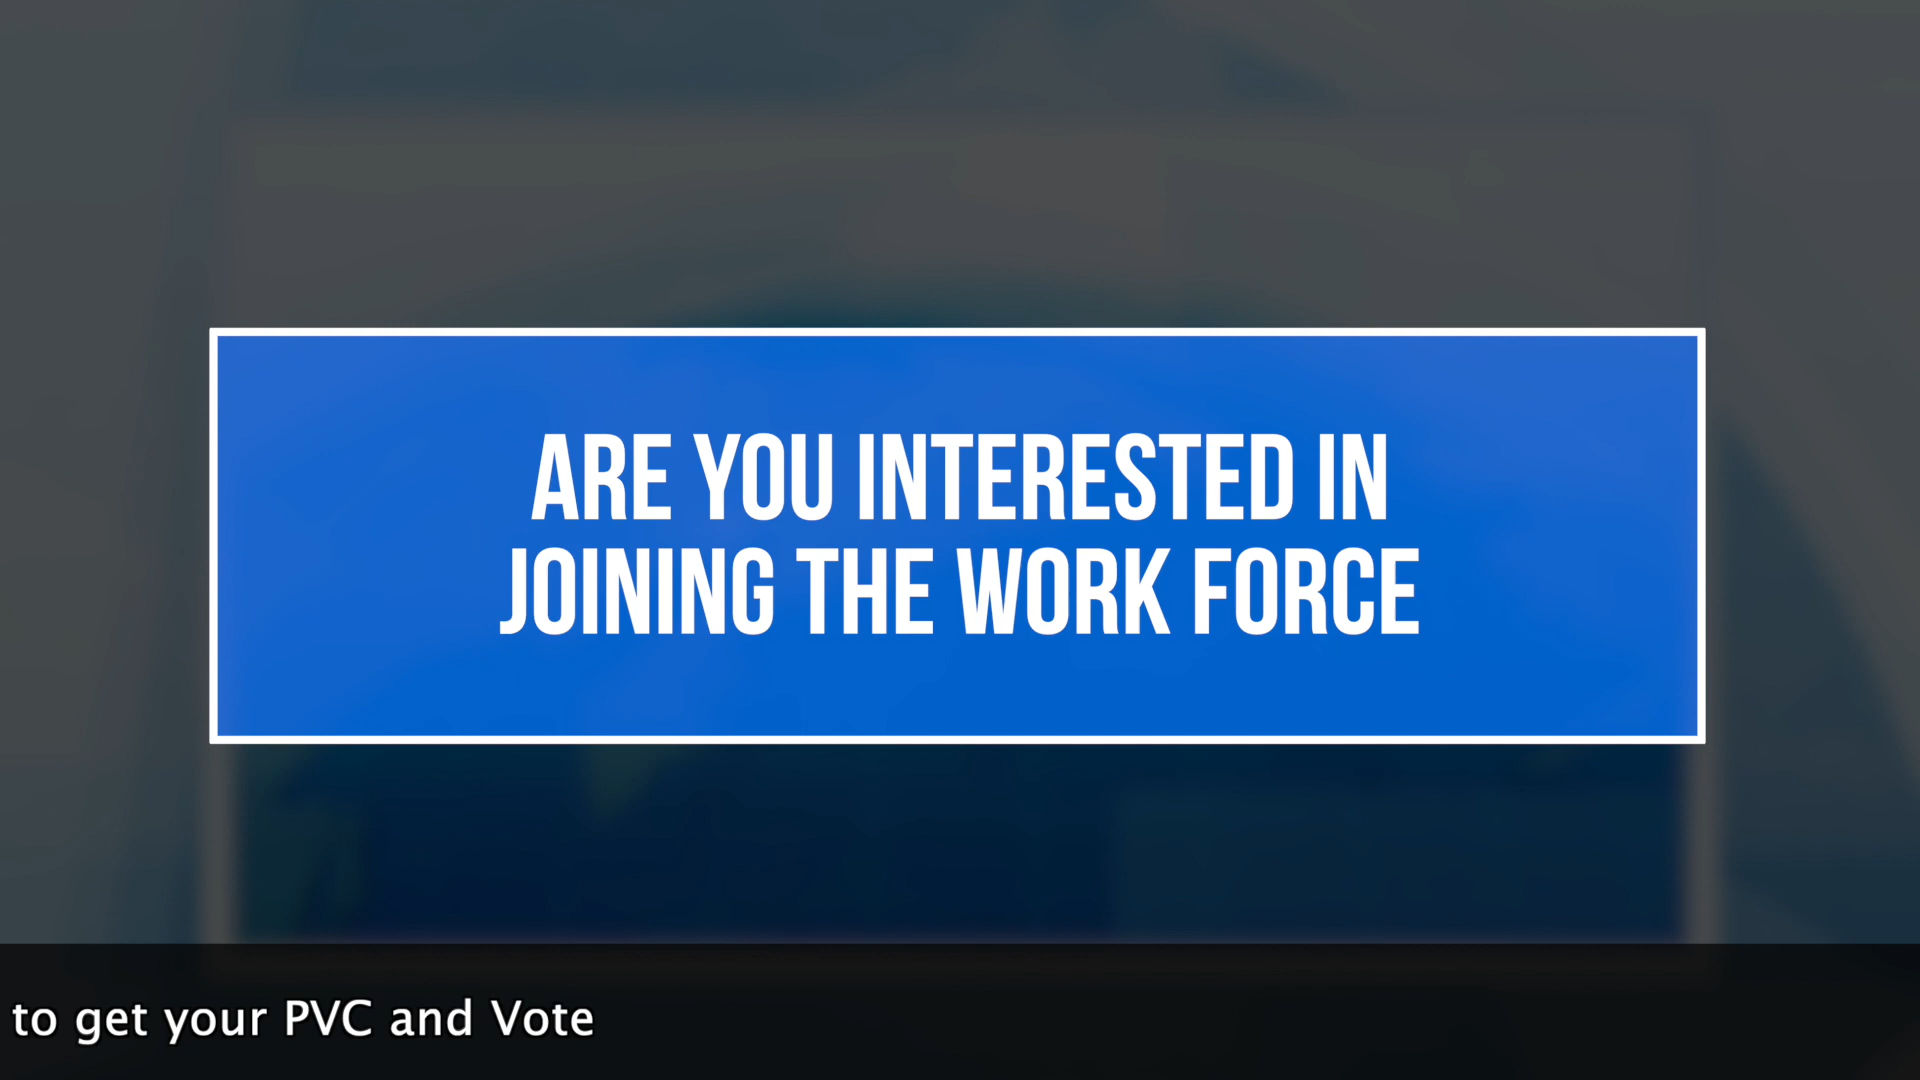 ARE YOU INTERESTED IN
JOINING THE WORK FORCE
to get your PVC and Vote